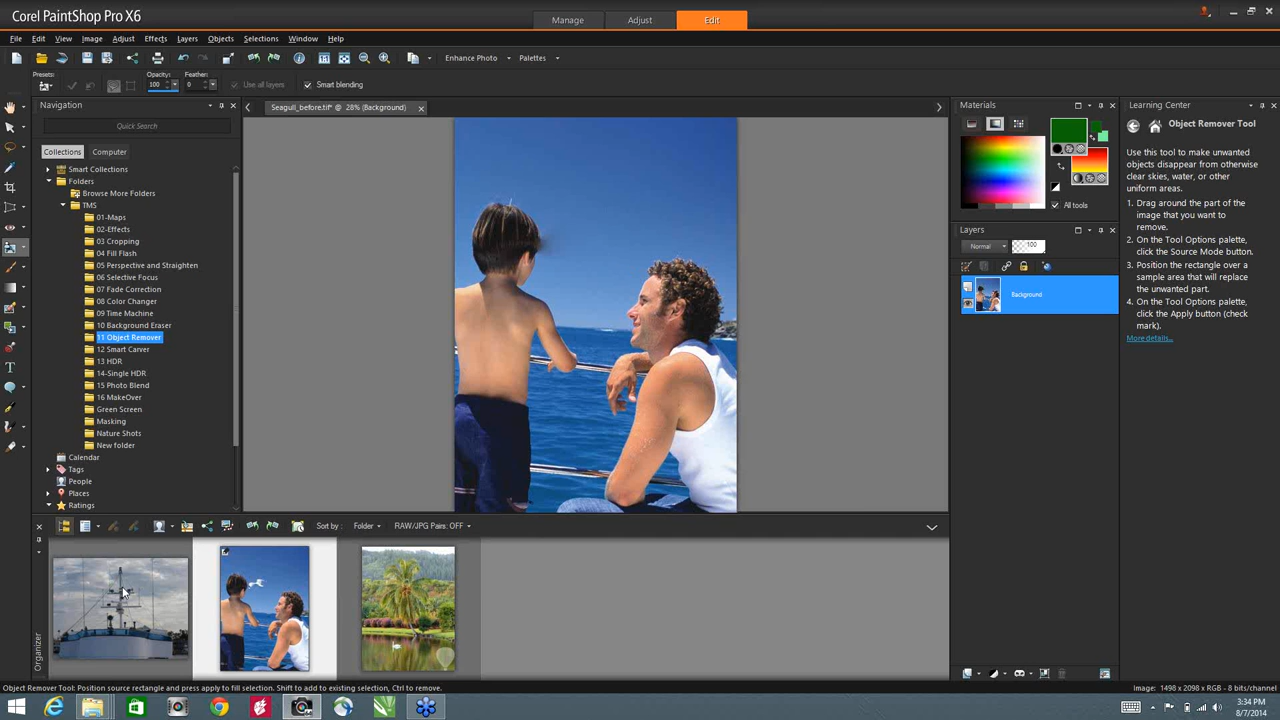 Corel PaintShop Pro X6
Manage
Adjust
Edit
File Edit View Image Adjust Effects Layers Objects Selections Window Help
Enhance Photo
Palettes
Presets:
Opacity:
100
Feather:
0
Use all layers
Smart blending
Navigation
Quick Search
Collections
Computer
Smart Collections
Folders
Browse More Folders
TMS
01-Maps
02-Effects
03 Cropping
04 Fill Flash
05 Perspective and Straighten
06 Selective Focus
07 Fade Correction
08 Color Changer
09 Time Machine
10 Background Eraser
11 Object Remover
12 Smart Carver
13 HDR
14-Single HDR
15 Photo Blend
16 MakeOver
Green Screen
Masking
Nature Shots
New folder
Calendar
Tags
People
Places
Ratings
Seagull_before.tif* @ 28% (Background)
Materials
All tools
Layers
Normal
100
Background
Learning Center
Object Remover Tool
Use this tool to make unwanted
objects disappear from otherwise
clear skies, water, or other
uniform areas.
1. Drag around the part of the
image that you want to
remove.
2. On the Tool Options palette,
click the Source Mode button.
3. Position the rectangle over a
sample area that will replace
the unwanted part.
4. On the Tool Options palette,
click the Apply button (check
mark).
More details...
Sort by :
Folder
RAW/JPG Pairs: OFF
Organizer
Object Remover Tool: Position source rectangle and press apply to fill selection. Shift to add to existing selection, Ctrl to remove.
Image: 1498 x 2098 x RGB - 8 bits/channel
3:34 PM
8/7/2014